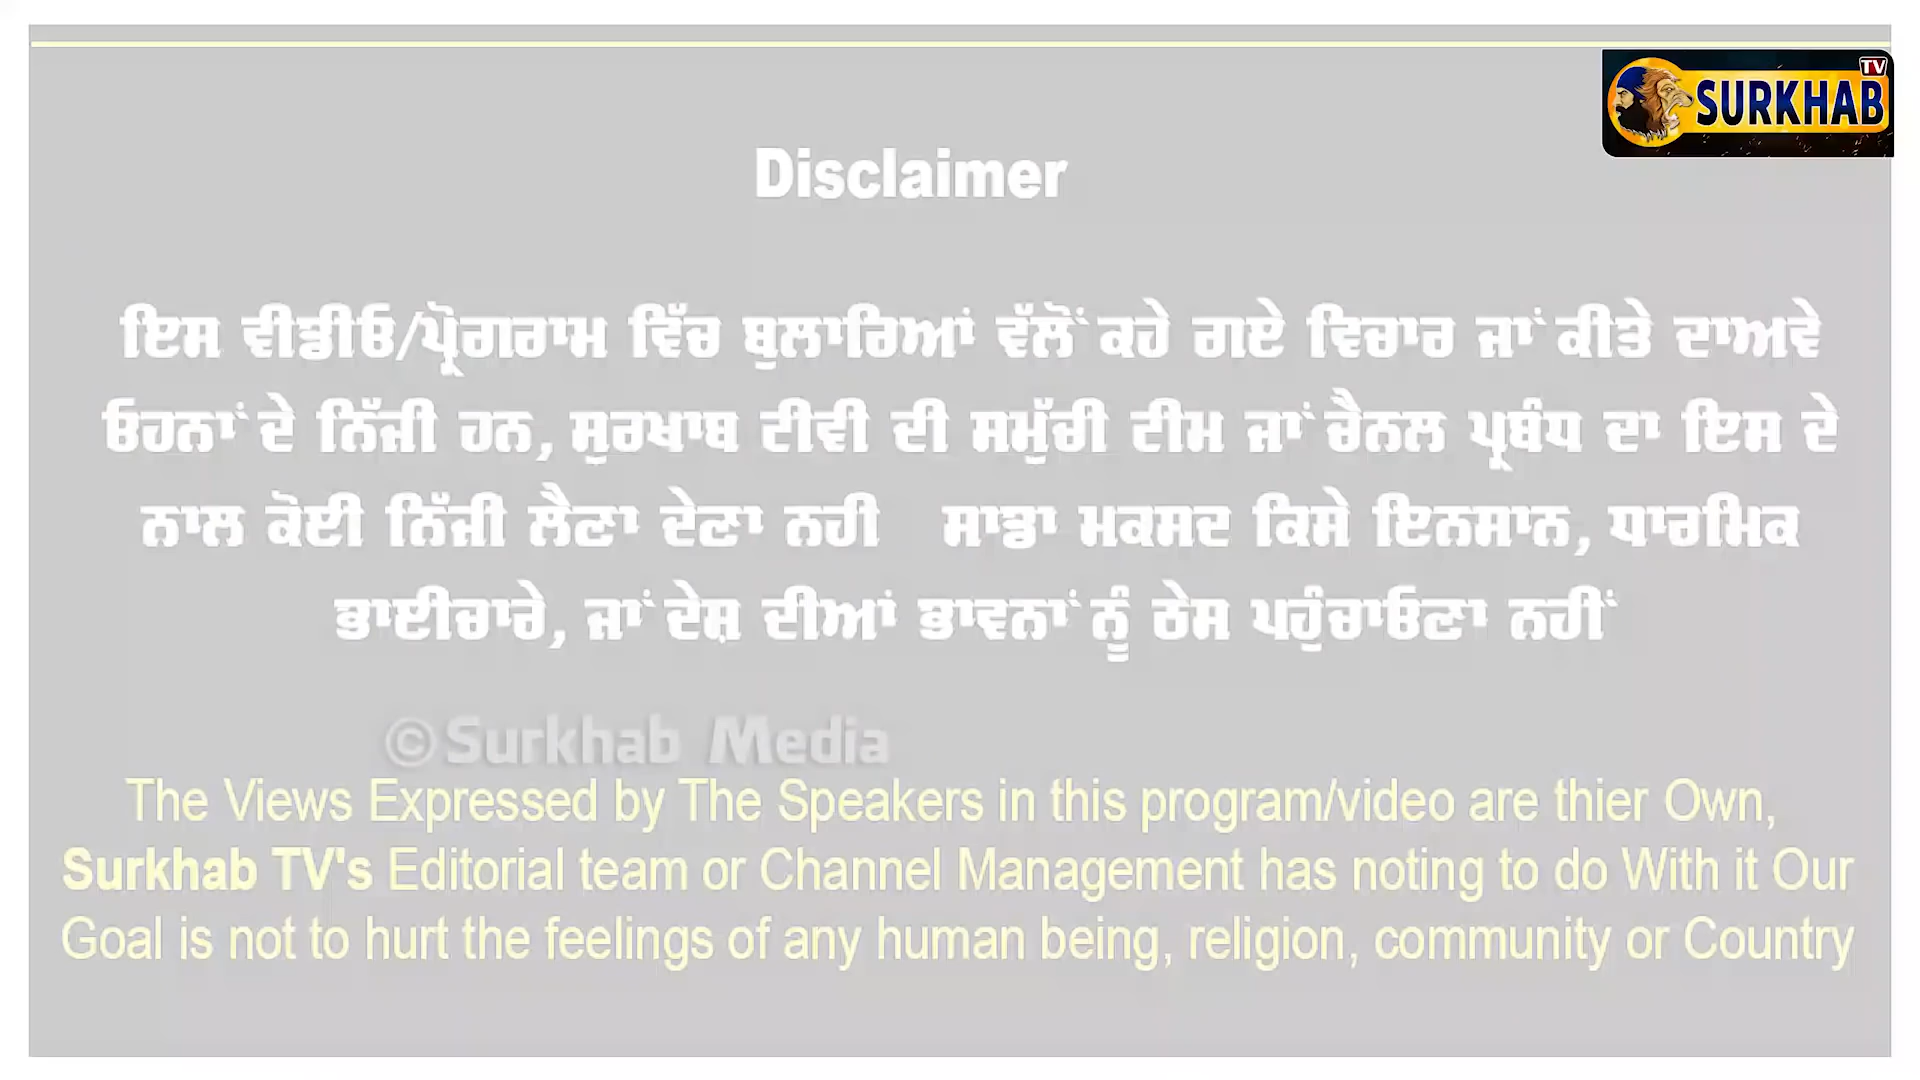 TV
SURKHAB
Disclaimer
ਇਸ ਵੀਡੀਓ/ਪ੍ਰੋਗਰਾਮ ਵਿੱਚ ਬੁਲਾਰਿਆਂ ਵੱਲੋਂ ਕਹੇ ਗਏ ਵਿਚਾਰ ਜਾਂ ਕੀਤੇ ਦਾਅਵੇ
ਓਹਨਾਂ ਦੇ ਨਿੱਜੀ ਹਨ, ਸੁਰਖਾਬ ਟੀਵੀ ਦੀ ਸਮੁੱਚੀ ਟੀਮ ਜਾਂ ਚੈਨਲ ਪ੍ਰਬੰਧ ਦਾ ਇਸ ਦੇ
ਨਾਲ ਕੋਈ ਨਿੱਜੀ ਲੈਣਾ ਦੇਣਾ ਨਹੀ ਸਾਡਾ ਮਕਸਦ ਕਿਸੇ ਇਨਸਾਨ, ਧਾਰਮਿਕ
ਭਾਈਚਾਰੇ, ਜਾਂ ਦੇਸ਼ ਦੀਆਂ ਭਾਵਨਾਂ ਨੂੰ ਠੇਸ ਪਹੁੰਚਾਓਣਾ ਨਹੀਂ
©Surkhab Media
The Views Expressed by The Speakers in this program/video are thier Own,
Surkhab TV's Editorial team or Channel Management has noting to do With it Our
Goal is not to hurt the feelings of any human being, religion, community or Country